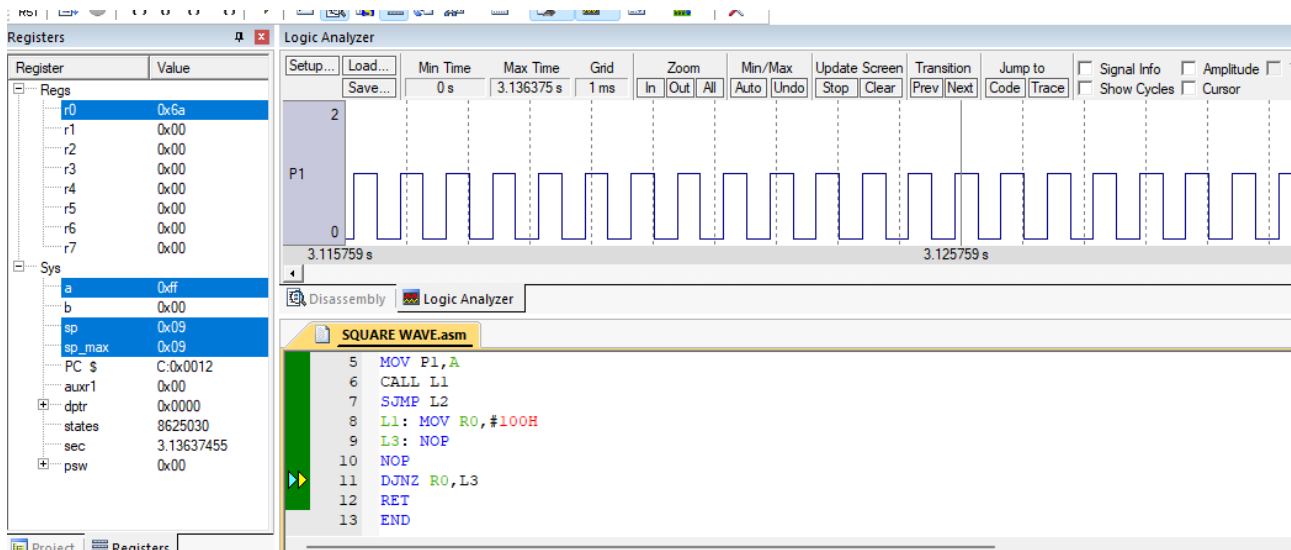 RST
Registers
Logic Analyzer
Register Value
Regs
r0 0x6a
r1 0x00
r2 0x00
r3 0x00
r4 0x00
r5 0x00
r6 0x00
r7 0x00
Sys
a 0xff
b 0x00
sp 0x09
sp_max 0x09
PC $ C:0x0012
auxr1 0x00
dptr 0x0000
states 8625030
sec 3.13637455
psw 0x00
Project Registers
Setup... Load... Min Time Max Time Grid Zoom Min/Max Update Screen Transition Jump to Signal Info Amplitude
Save... 0 s 3.136375 s 1 ms In Out All Auto Undo Stop Clear Prev Next Code Trace Show Cycles Cursor
2
P1
0
3.115759 s 3.125759 s
Disassembly Logic Analyzer
SQUARE WAVE.asm
5 MOV P1,A
6 CALL L1
7 SJMP L2
8 L1: MOV R0,#100H
9 L3: NOP
10 NOP
11 DJNZ R0,L3
12 RET
13 END